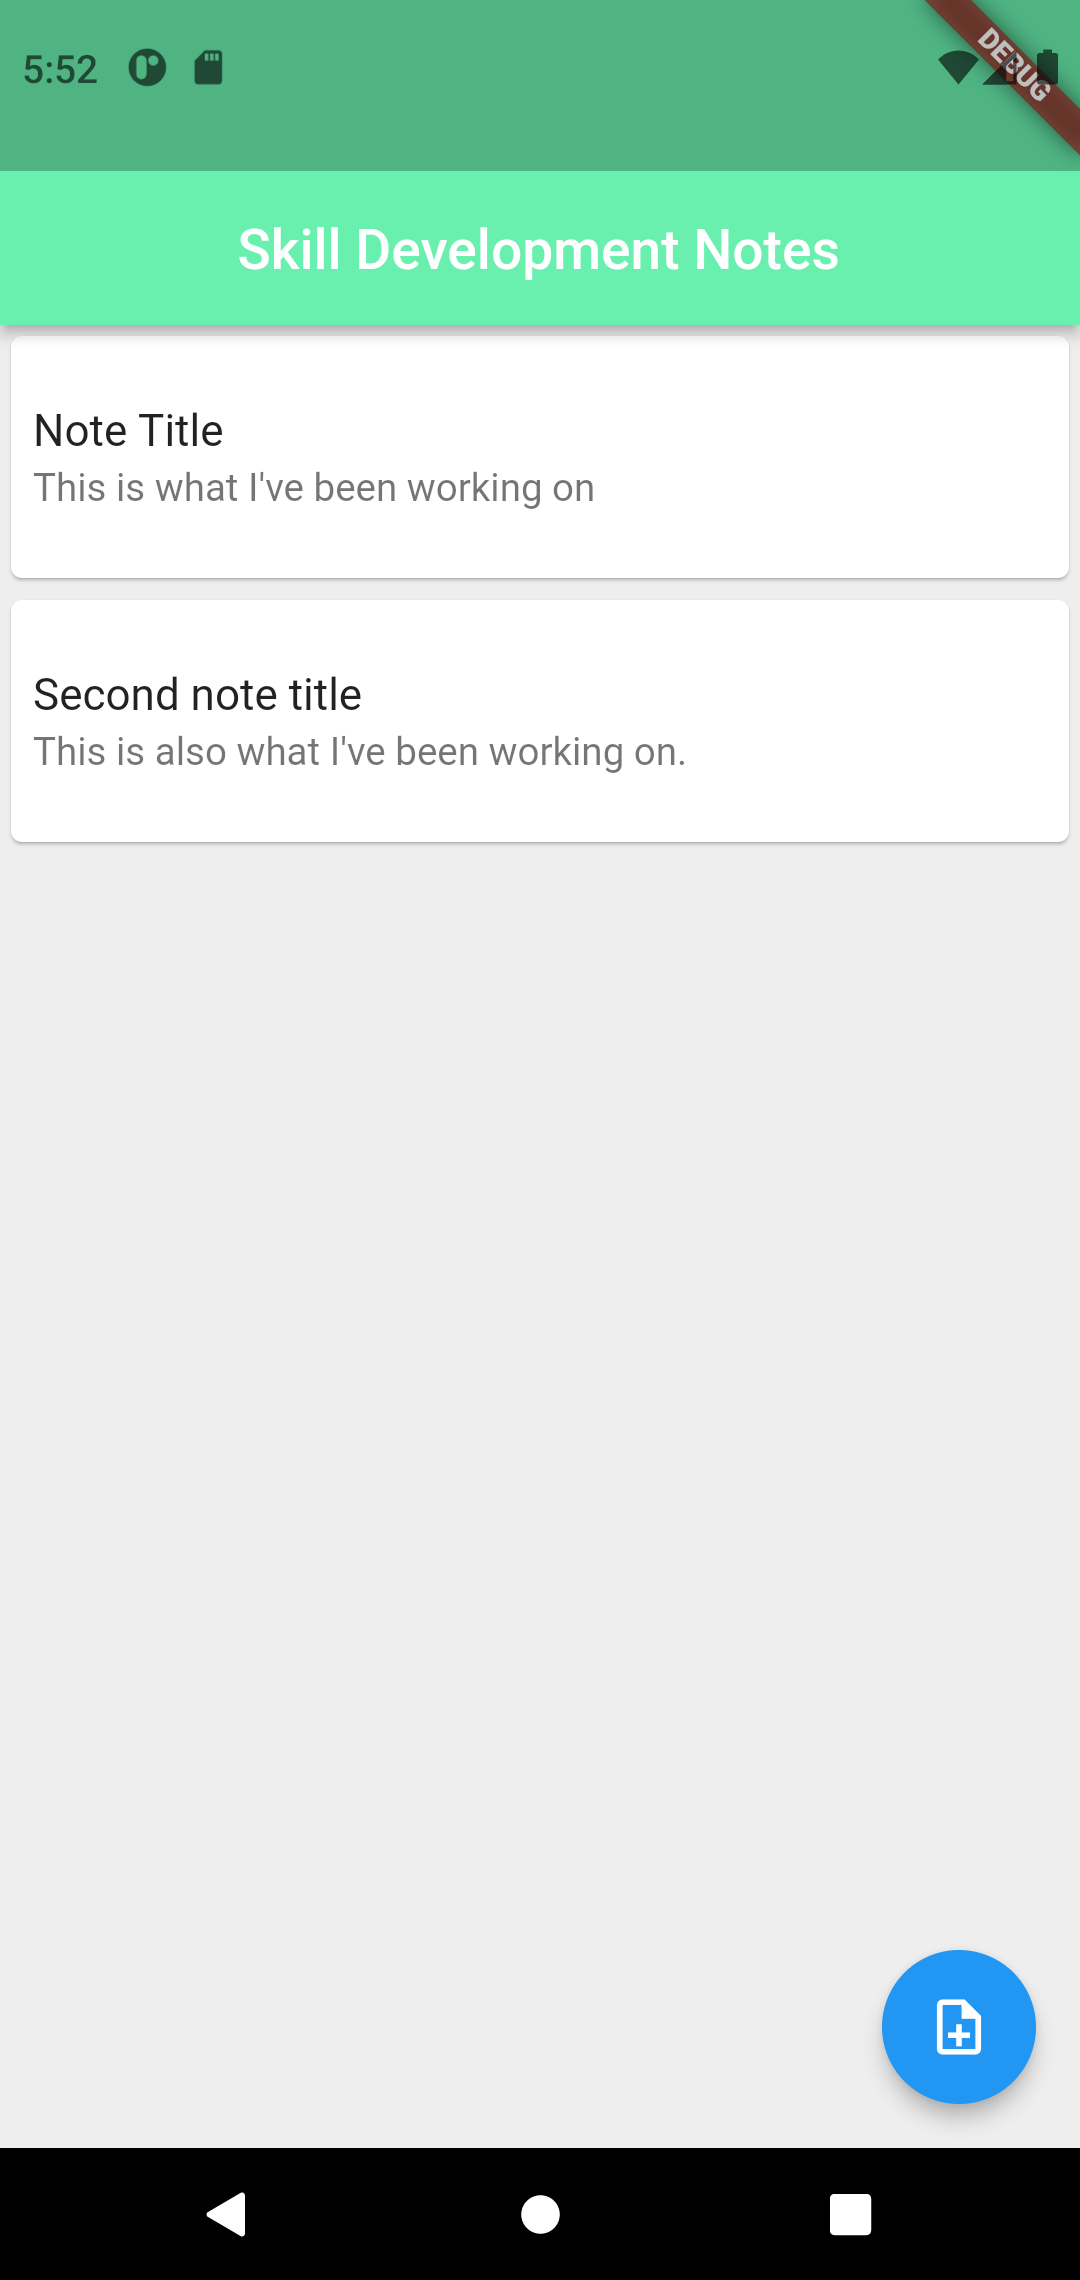 5:52
DEBUG
Skill Development Notes
Note Title
This is what I've been working on
Second note title
This is also what I've been working on.